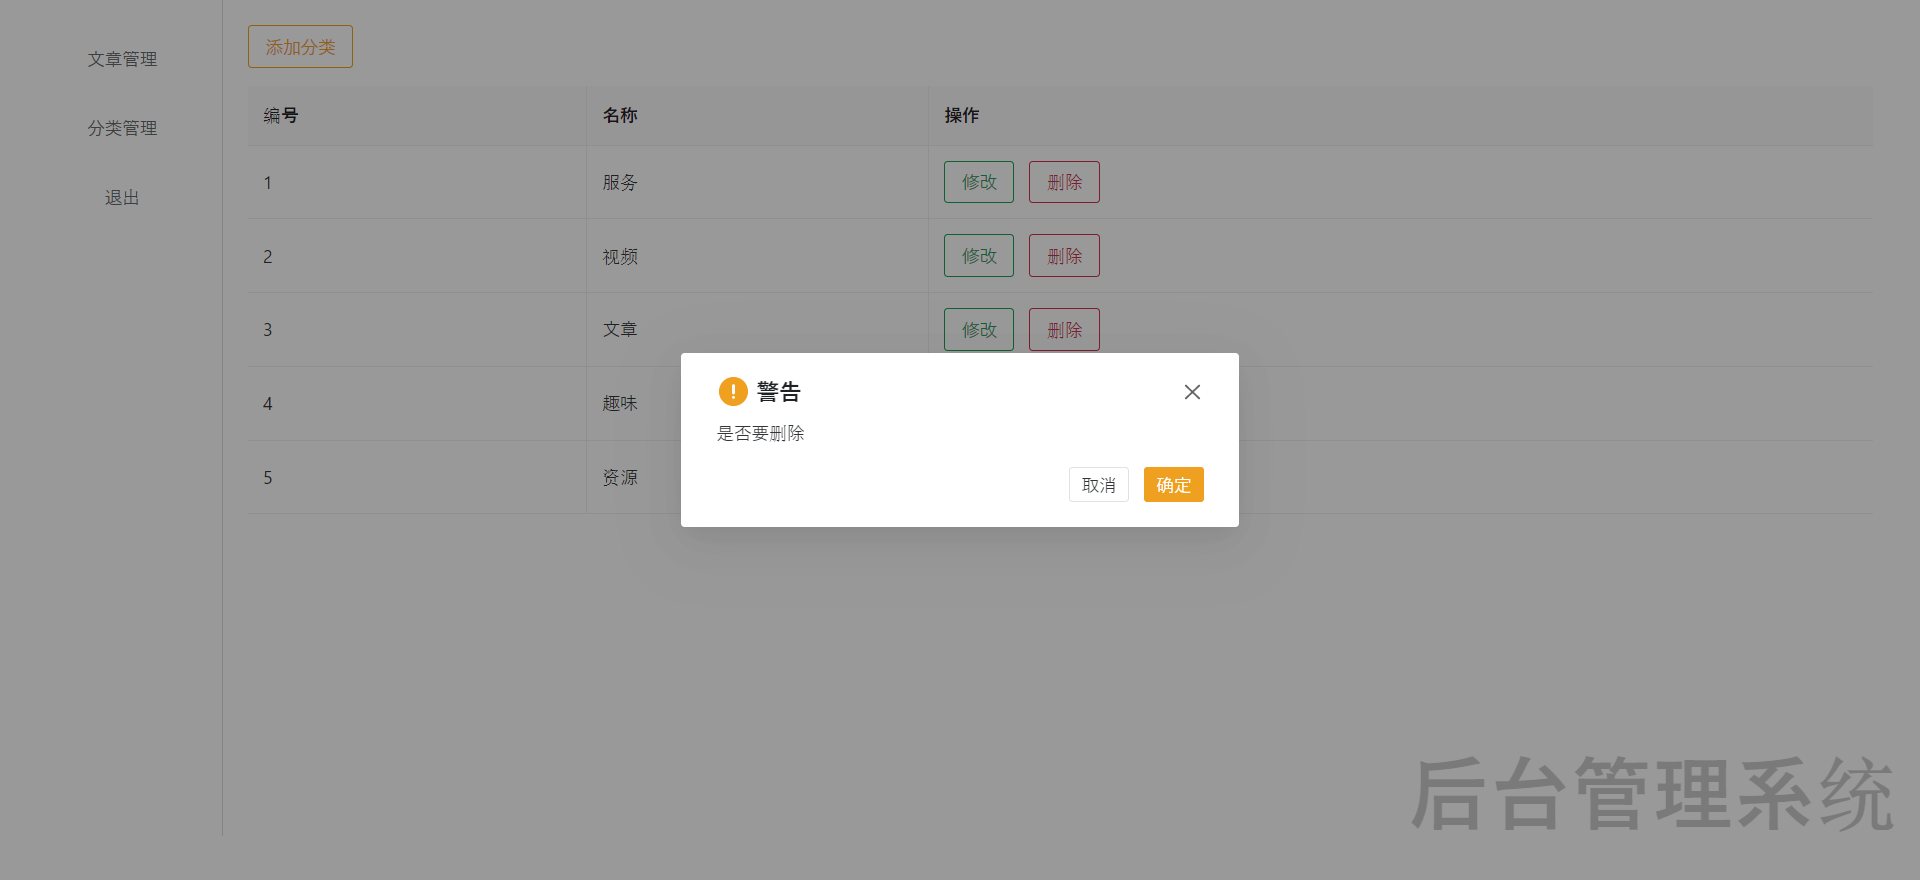 文章管理
分类管理
退出
添加分类
编号 名称 操作
1 服务 修改 删除
2 视频 修改 删除
3 文章 修改 删除
4 趣味
5 资源
警告
是否要删除
取消 确定
后台管理系统